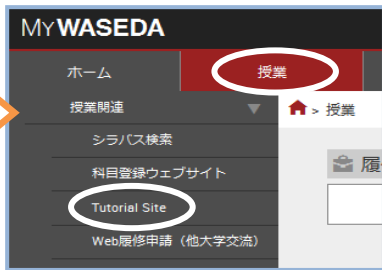 MyWASEDA
ホーム 授業
授業関連 ▼ > 授業
シラバス検索
科目登録ウェブサイト
Tutorial Site
Web履修申請（他大学交流）
履